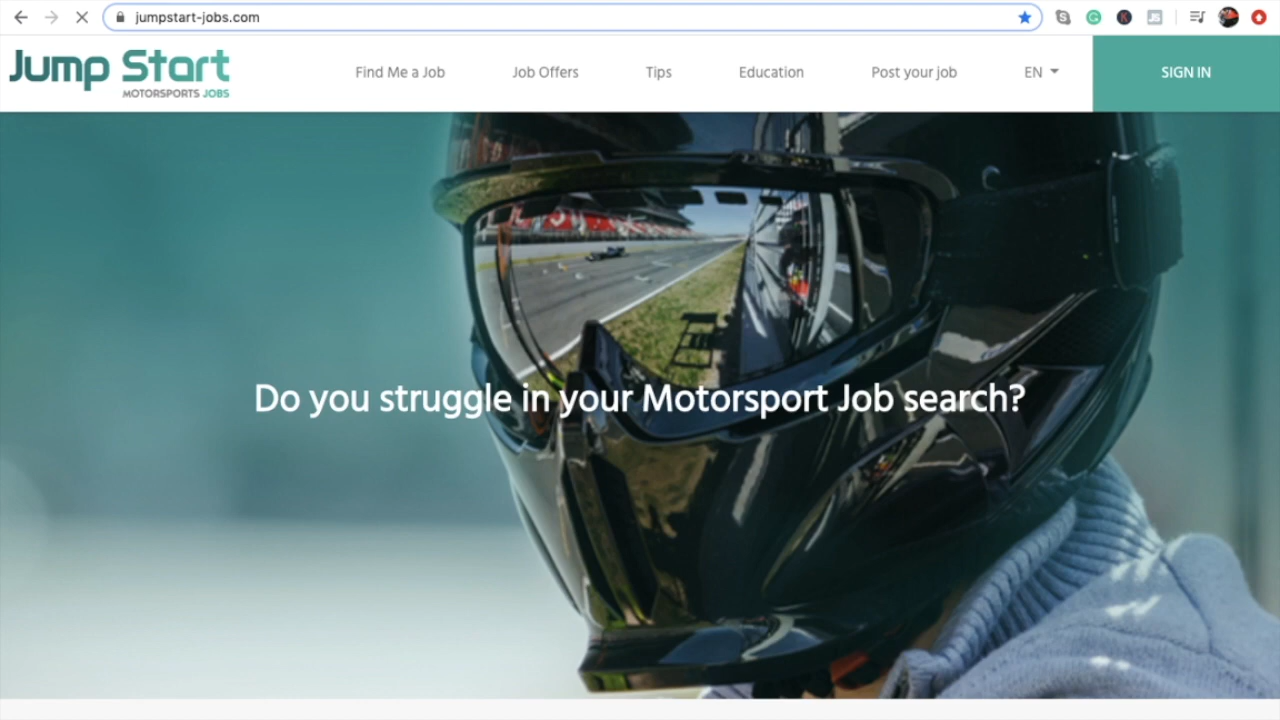 jumpstart-jobs.com
Jump Start
MOTORSPORTS JOBS
Find Me a Job
Job Offers
Tips
Education
Post your job
EN
SIGN IN
Do you struggle in your Motorsport Job search?